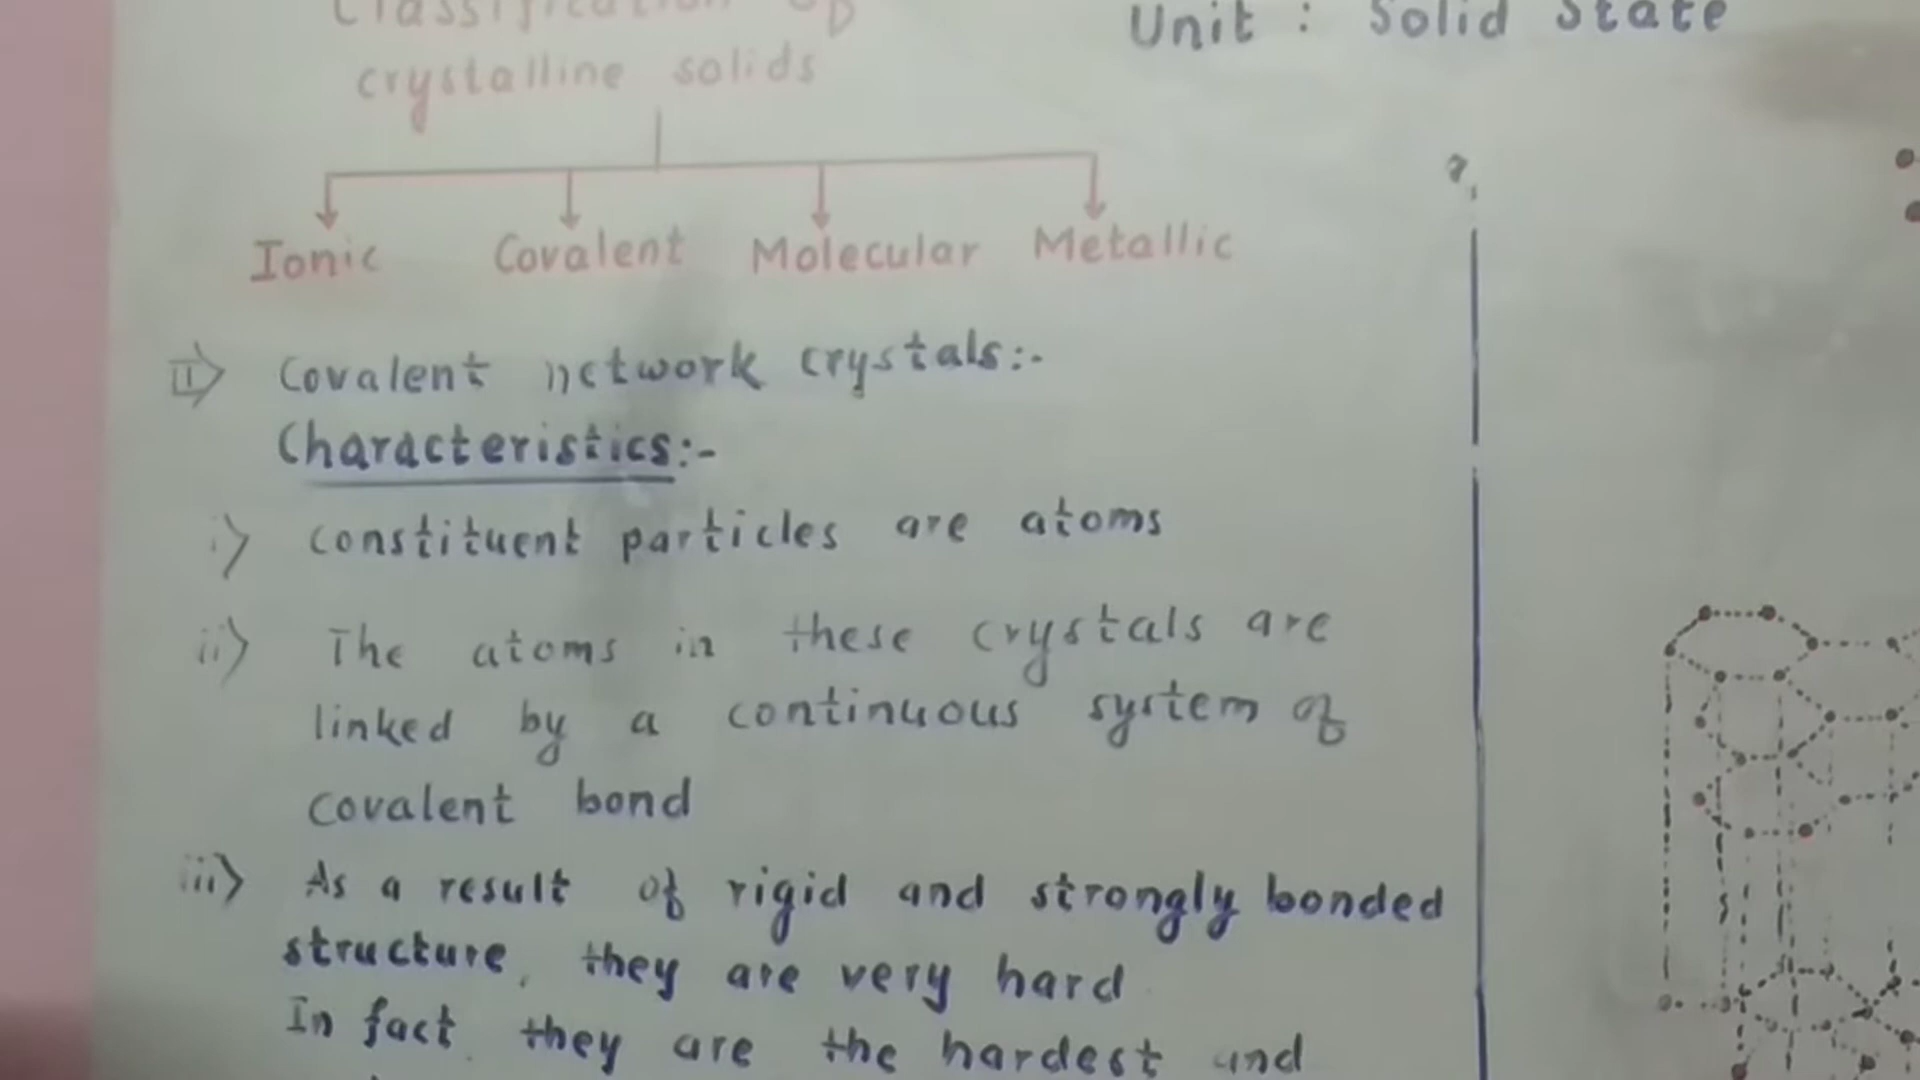 Classification of
crystalline solids
Unit : Solid State
Ionic Covalent Molecular Metallic
II> Covalent network crystals:-
Characteristics:-
i> constituent particles are atoms
ii> The atoms in these crystals are
linked by a continuous system of
covalent bond
iii> As a result of rigid and strongly bonded
structure, they are very hard
In fact they are the hardest and